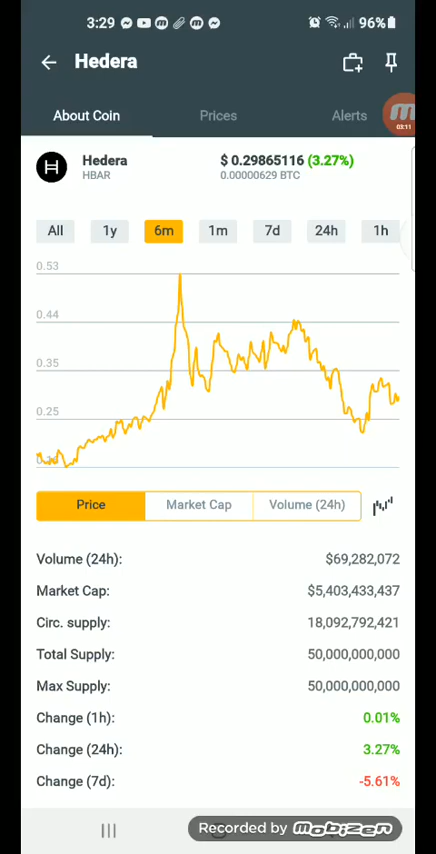 3:29
96%
Hedera
About Coin Prices Alerts
03:11
Hedera $ 0.29865116 (3.27%)
HBAR 0.00000629 BTC
All 1y 6m 1m 7d 24h 1h
0.53
0.44
0.35
0.25
Price Market Cap Volume (24h)
Volume (24h): $69,282,072
Market Cap: $5,403,433,437
Circ. supply: 18,092,792,421
Total Supply: 50,000,000,000
Max Supply: 50,000,000,000
Change (1h): 0.01%
Change (24h): 3.27%
Change (7d): -5.61%
Recorded by mobizen